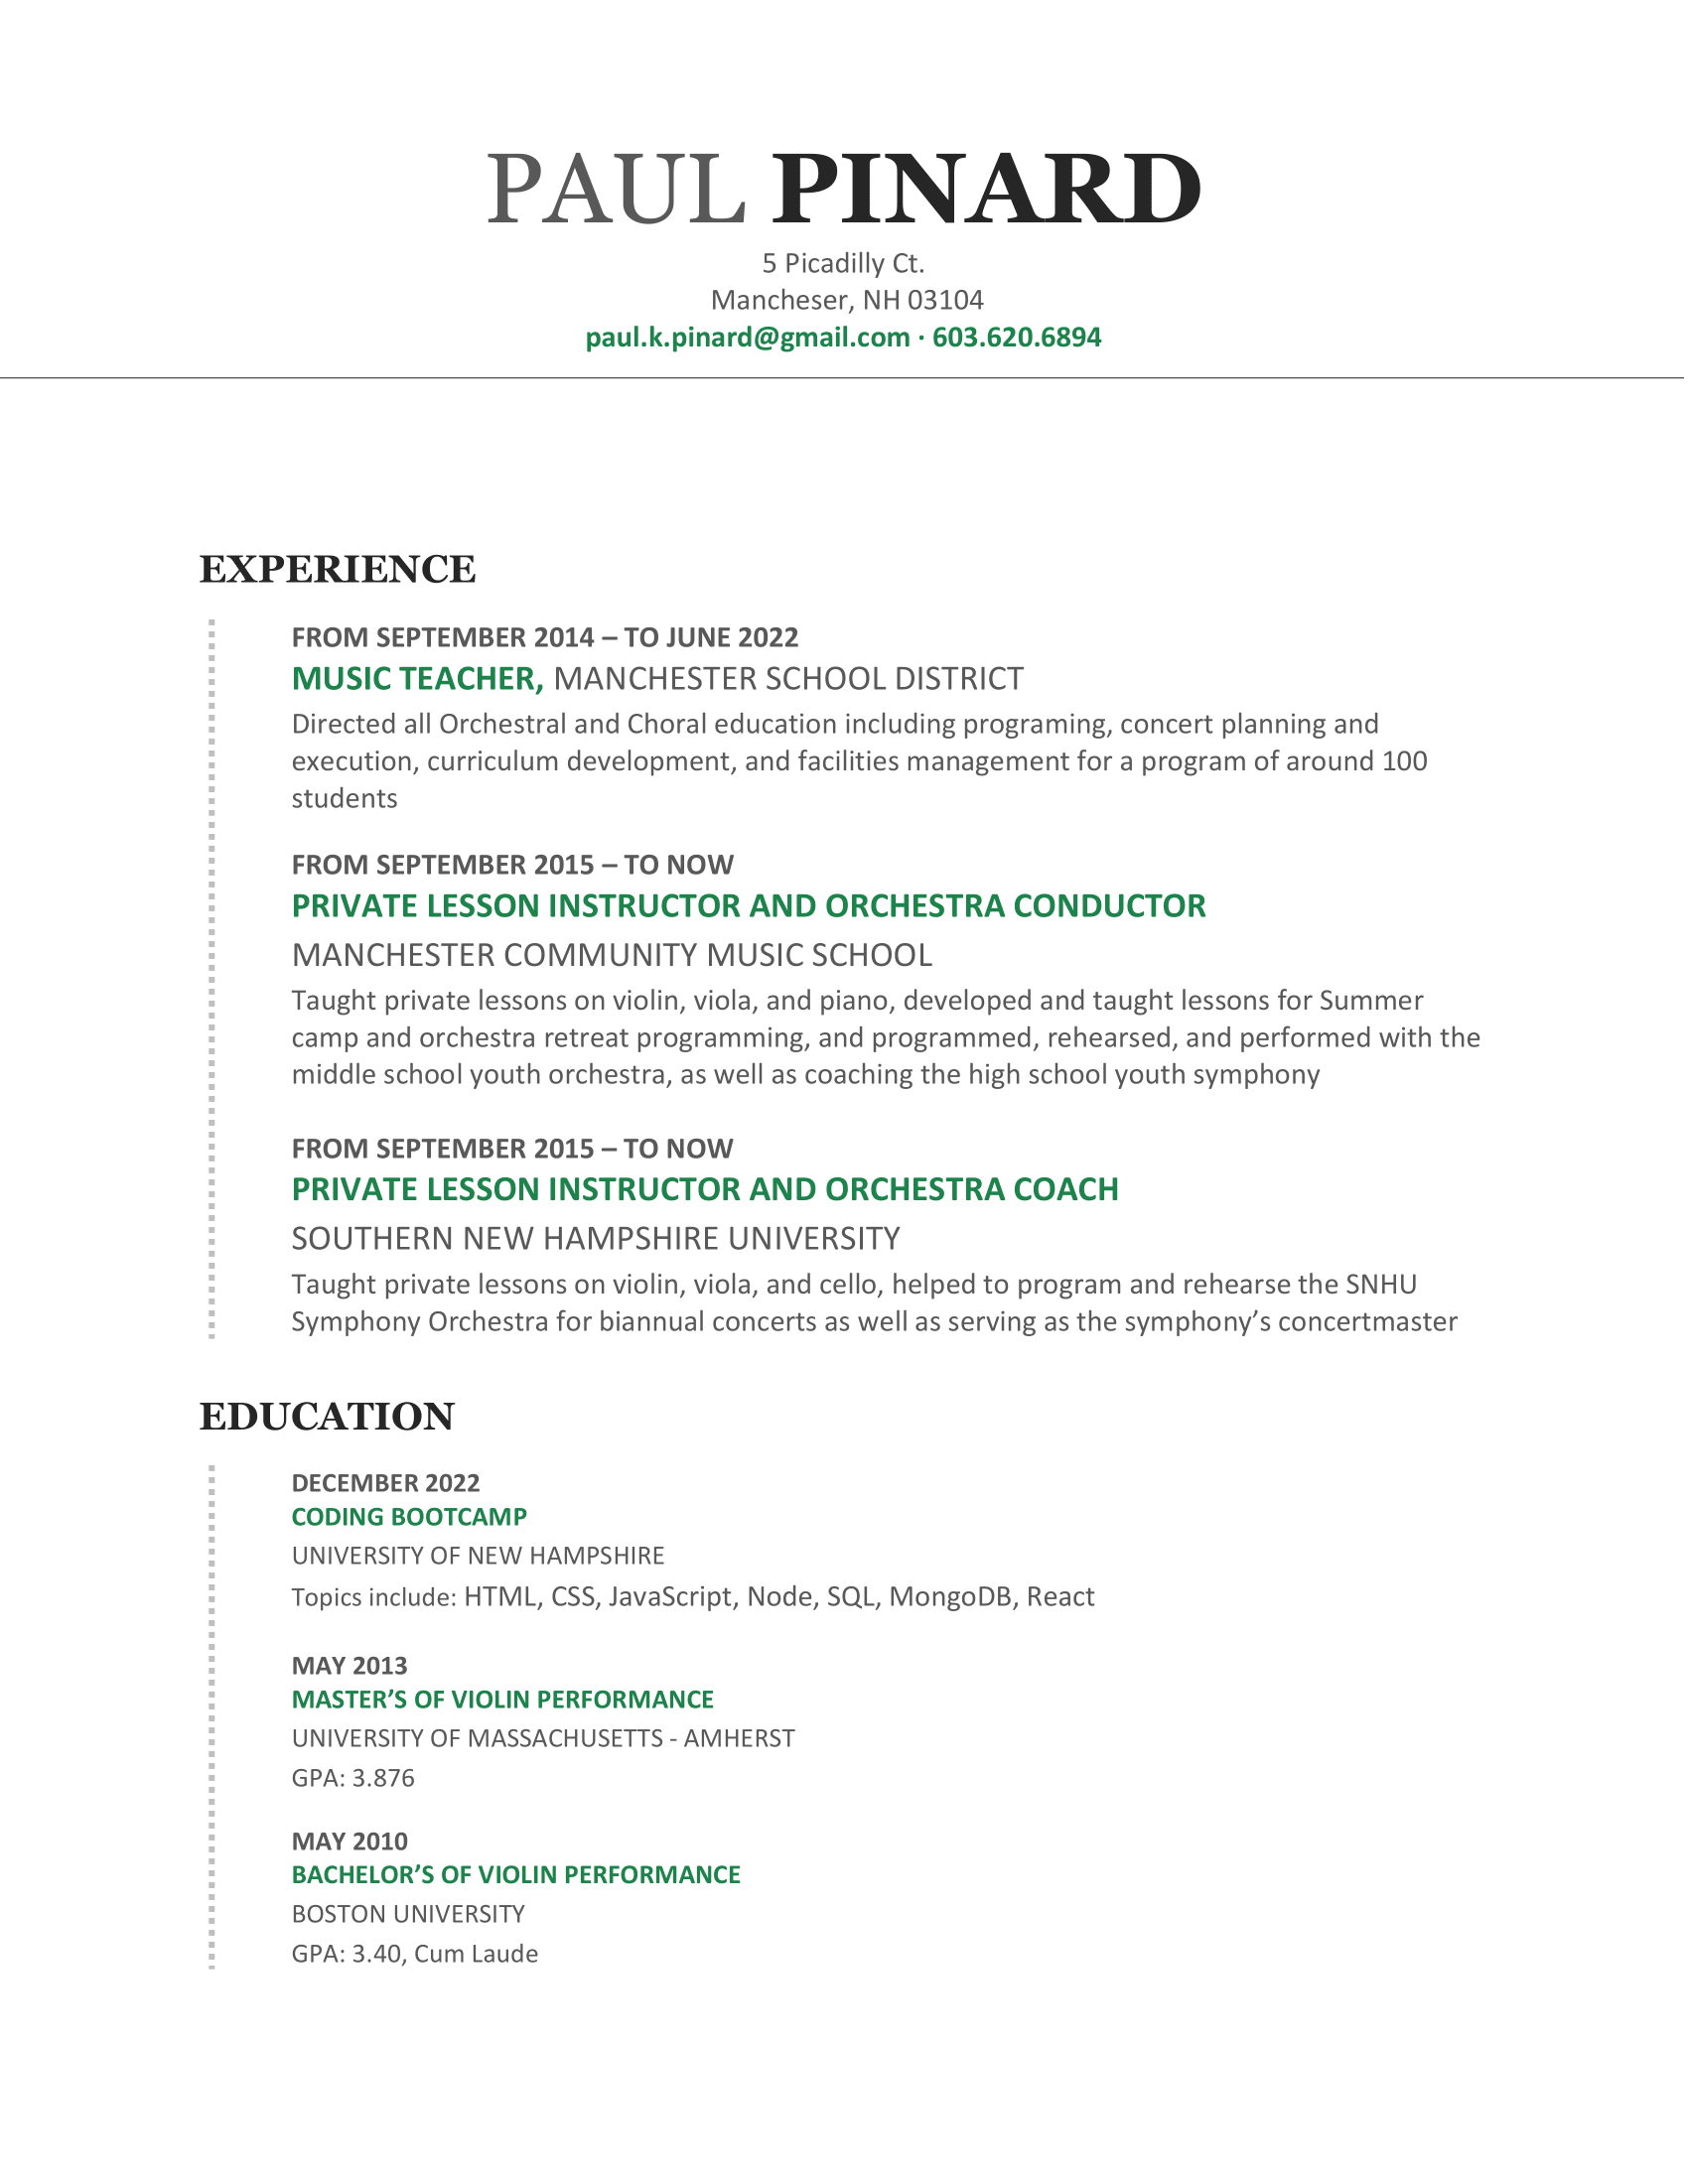 PAUL PINARD
5 Picadilly Ct.
Mancheser, NH 03104
paul.k.pinard@gmail.com · 603.620.6894
EXPERIENCE
FROM SEPTEMBER 2014 – TO JUNE 2022
MUSIC TEACHER, MANCHESTER SCHOOL DISTRICT
Directed all Orchestral and Choral education including programing, concert planning and
execution, curriculum development, and facilities management for a program of around 100
students
FROM SEPTEMBER 2015 – TO NOW
PRIVATE LESSON INSTRUCTOR AND ORCHESTRA CONDUCTOR
MANCHESTER COMMUNITY MUSIC SCHOOL
Taught private lessons on violin, viola, and piano, developed and taught lessons for Summer
camp and orchestra retreat programming, and programmed, rehearsed, and performed with the
middle school youth orchestra, as well as coaching the high school youth symphony
FROM SEPTEMBER 2015 – TO NOW
PRIVATE LESSON INSTRUCTOR AND ORCHESTRA COACH
SOUTHERN NEW HAMPSHIRE UNIVERSITY
Taught private lessons on violin, viola, and cello, helped to program and rehearse the SNHU
Symphony Orchestra for biannual concerts as well as serving as the symphony’s concertmaster
EDUCATION
DECEMBER 2022
CODING BOOTCAMP
UNIVERSITY OF NEW HAMPSHIRE
Topics include: HTML, CSS, JavaScript, Node, SQL, MongoDB, React
MAY 2013
MASTER’S OF VIOLIN PERFORMANCE
UNIVERSITY OF MASSACHUSETTS - AMHERST
GPA: 3.876
MAY 2010
BACHELOR’S OF VIOLIN PERFORMANCE
BOSTON UNIVERSITY
GPA: 3.40, Cum Laude